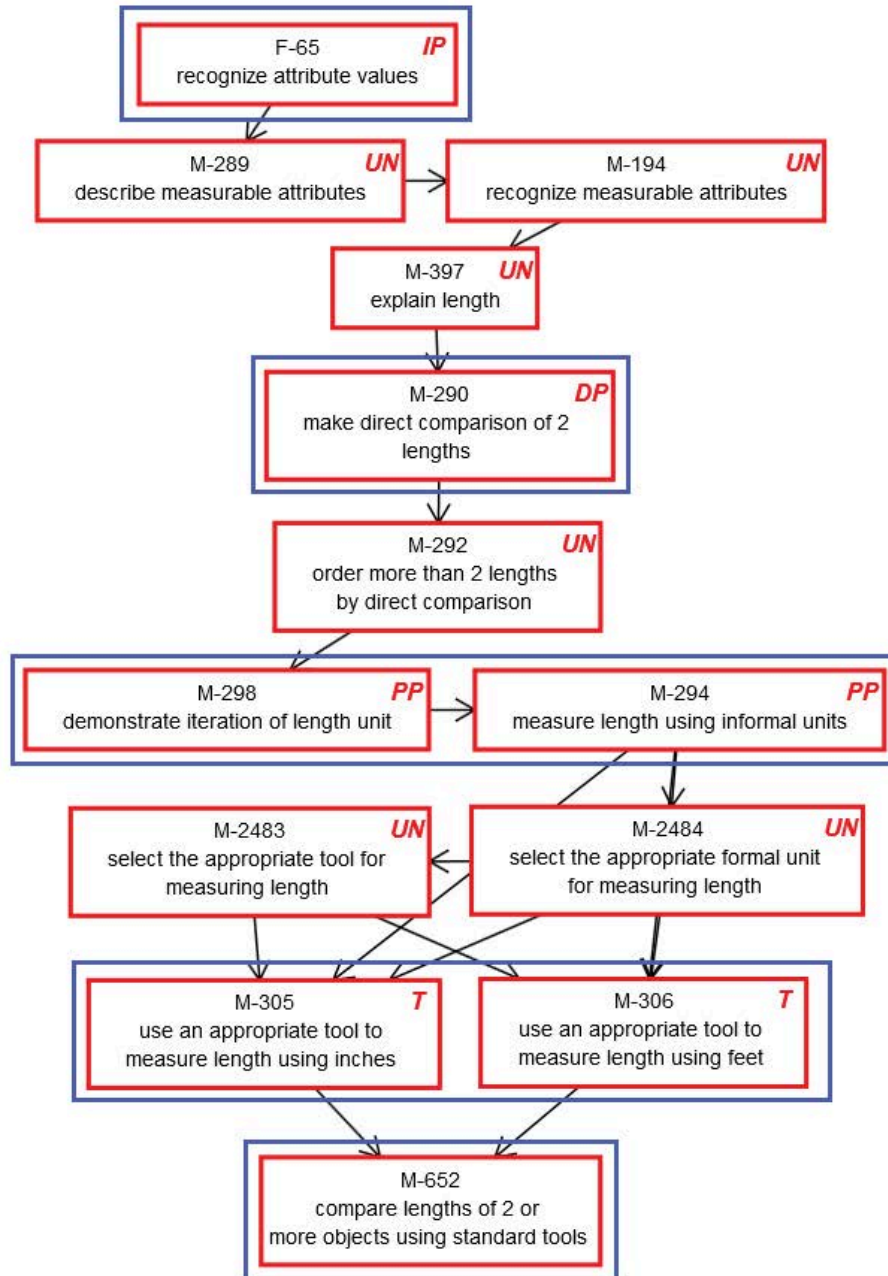 F-65 IP
recognize attribute values
M-289 UN
describe measurable attributes
M-194 UN
recognize measurable attributes
M-397 UN
explain length
M-290 DP
make direct comparison of 2
lengths
M-292 UN
order more than 2 lengths
by direct comparison
M-298 PP
demonstrate iteration of length unit
M-294 PP
measure length using informal units
M-2483 UN
select the appropriate tool for
measuring length
M-2484 UN
select the appropriate formal unit
for measuring length
M-305 T
use an appropriate tool to
measure length using inches
M-306 T
use an appropriate tool to
measure length using feet
M-652
compare lengths of 2 or
more objects using standard tools